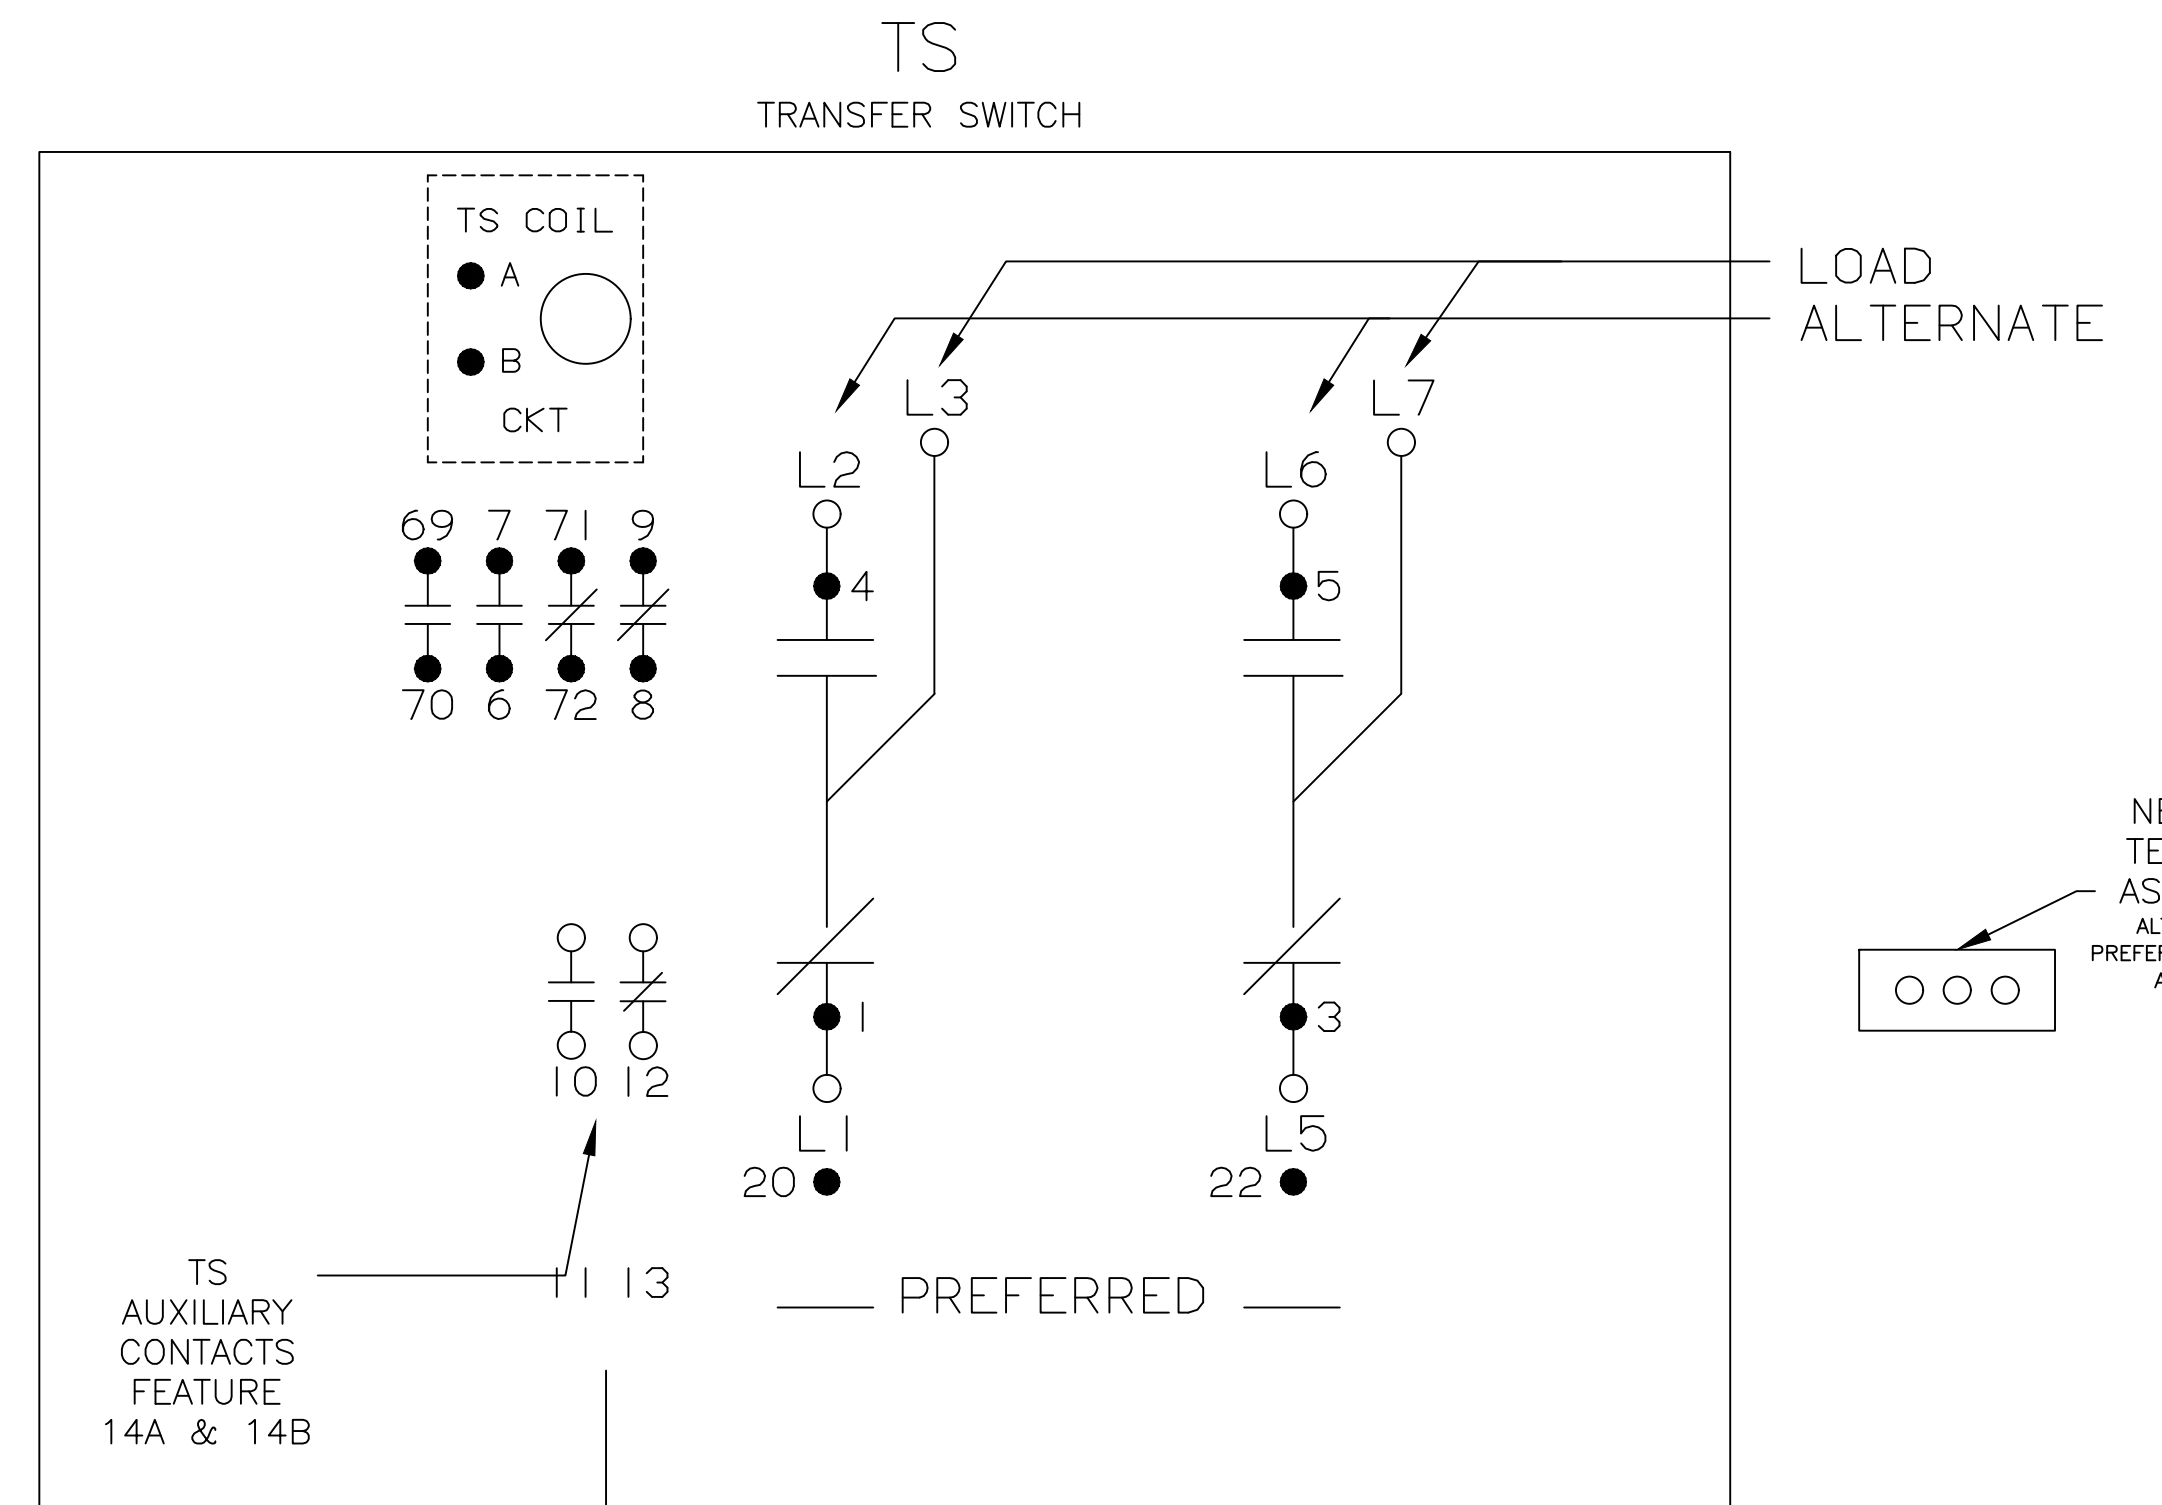 TS
TRANSFER SWITCH
TS COIL
A
B
CKT
LOAD
ALTERNATE
L3
L7
L2
L6
69 7 71 9
4
5
70 6 72 8
1
3
10 12
L1
L5
20
22
11 13
PREFERRED
TS
AUXILIARY
CONTACTS
FEATURE
14A & 14B